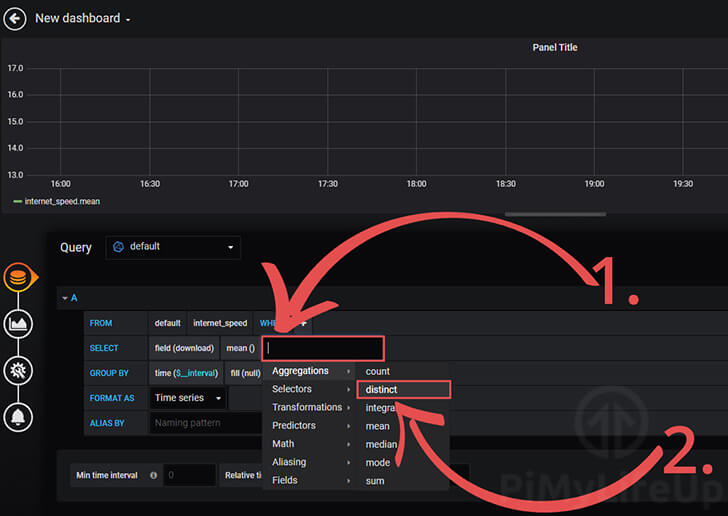 New dashboard
Panel Title
17.0
16.0
15.0
14.0
13.0
16:00 16:30 17:00 17:30 18:00 18:30 19:00 19:30
internet_speed.mean
Query default
1.
A
FROM default internet_speed WHE +
SELECT field (download) mean ()
GROUP BY time ($__interval) fill (null)
FORMAT AS Time series
ALIAS BY Naming pattern
Aggregations
Selectors
Transformations
Predictors
Math
Aliasing
Fields
count
distinct
integra
mean
median
mode
sum
2.
Min time interval 0 Relative ti
PiMyLifeUp